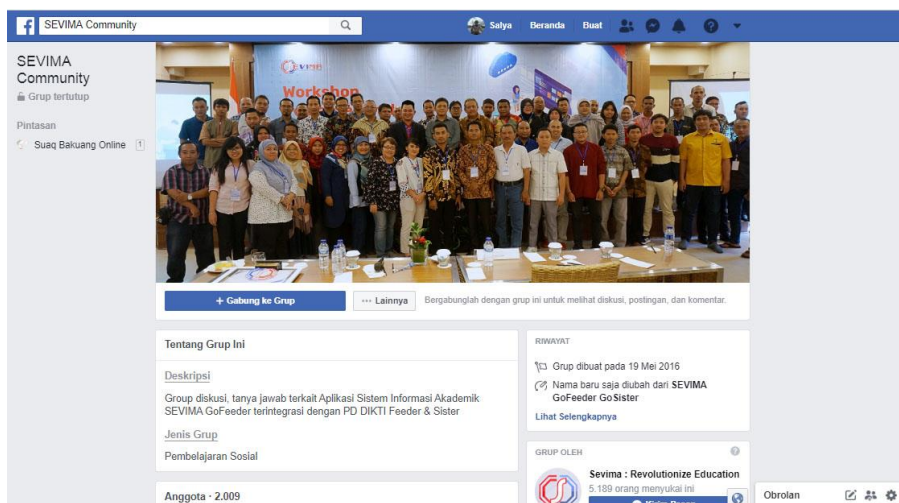 SEVIMA Community
Salya Beranda Buat
SEVIMA
Community
Grup tertutup
Pintasan
Suaq Bakuang Online 1
Workshop
+ Gabung ke Grup
... Lainnya
Bergabunglah dengan grup ini untuk melihat diskusi, postingan, dan komentar.
Tentang Grup Ini
Deskripsi
Group diskusi, tanya jawab terkait Aplikasi Sistem Informasi Akademik
SEVIMA GoFeeder terintegrasi dengan PD DIKTI Feeder & Sister
Jenis Grup
Pembelajaran Sosial
Anggota · 2.009
RIWAYAT
Grup dibuat pada 19 Mei 2016
Nama baru saja diubah dari SEVIMA
GoFeeder GoSister
Lihat Selengkapnya
GRUP OLEH
Sevima : Revolutionize Education
5.189 orang menyukai ini
Kirim Pesan
Obrolan